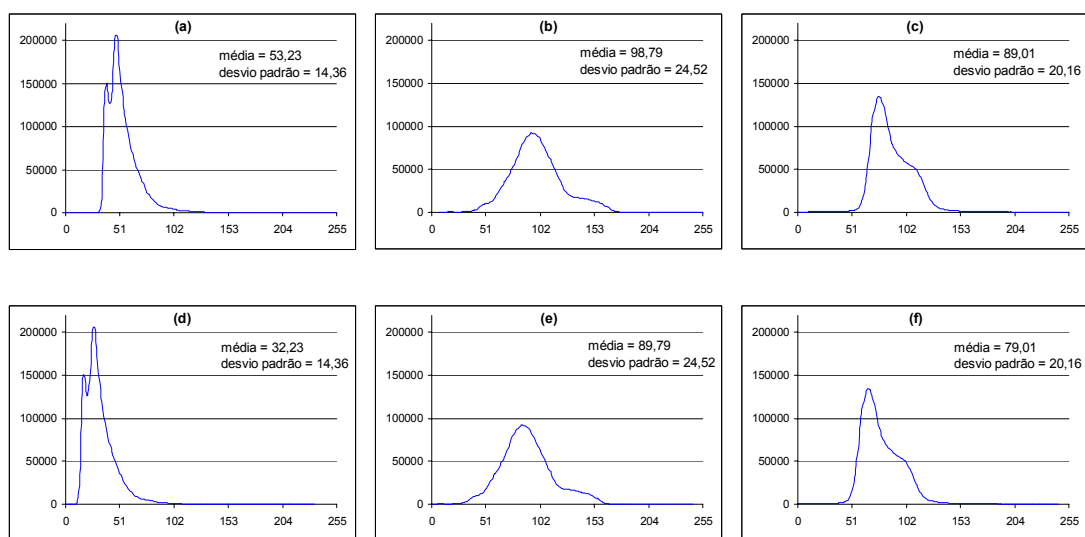 (a)
média = 53,23
desvio padrão = 14,36
200000
150000
100000
50000
0
0 51 102 153 204 255
(b)
média = 98,79
desvio padrão = 24,52
200000
150000
100000
50000
0
0 51 102 153 204 255
(c)
média = 89,01
desvio padrão = 20,16
200000
150000
100000
50000
0
0 51 102 153 204 255
(d)
média = 32,23
desvio padrão = 14,36
200000
150000
100000
50000
0
0 51 102 153 204 255
(e)
média = 89,79
desvio padrão = 24,52
200000
150000
100000
50000
0
0 51 102 153 204 255
(f)
média = 79,01
desvio padrão = 20,16
200000
150000
100000
50000
0
0 51 102 153 204 255